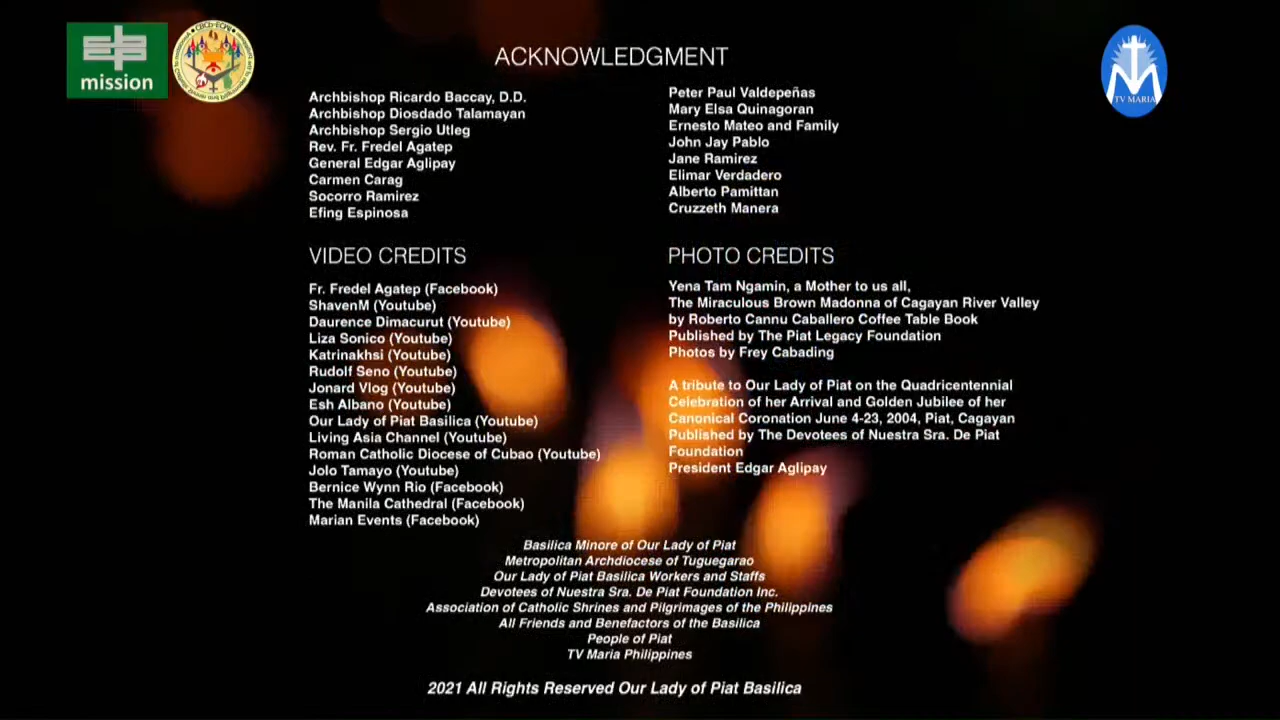 mission
CBCP-ECMI
TV MARIA
ACKNOWLEDGMENT
Archbishop Ricardo Baccay, D.D.
Archbishop Diosdado Talamayan
Archbishop Sergio Utleg
Rev. Fr. Fredel Agatep
General Edgar Aglipay
Carmen Carag
Socorro Ramirez
Efing Espinosa
Peter Paul Valdepeñas
Mary Elsa Quinagoran
Ernesto Mateo and Family
John Jay Pablo
Jane Ramirez
Elimar Verdadero
Alberto Pamittan
Cruzzeth Manera
VIDEO CREDITS
Fr. Fredel Agatep (Facebook)
ShavenM (Youtube)
Daurence Dimacurut (Youtube)
Liza Sonico (Youtube)
Katrinakhsi (Youtube)
Rudolf Seno (Youtube)
Jonard Vlog (Youtube)
Esh Albano (Youtube)
Our Lady of Piat Basilica (Youtube)
Living Asia Channel (Youtube)
Roman Catholic Diocese of Cubao (Youtube)
Jolo Tamayo (Youtube)
Bernice Wynn Rio (Facebook)
The Manila Cathedral (Facebook)
Marian Events (Facebook)
PHOTO CREDITS
Yena Tam Ngamin, a Mother to us all,
The Miraculous Brown Madonna of Cagayan River Valley
by Roberto Cannu Caballero Coffee Table Book
Published by The Piat Legacy Foundation
Photos by Frey Cabading
A tribute to Our Lady of Piat on the Quadricentennial
Celebration of her Arrival and Golden Jubilee of her
Canonical Coronation June 4-23, 2004, Piat, Cagayan
Published by The Devotees of Nuestra Sra. De Piat
Foundation
President Edgar Aglipay
Basilica Minore of Our Lady of Piat
Metropolitan Archdiocese of Tuguegarao
Our Lady of Piat Basilica Workers and Staffs
Devotees of Nuestra Sra. De Piat Foundation Inc.
Association of Catholic Shrines and Pilgrimages of the Philippines
All Friends and Benefactors of the Basilica
People of Piat
TV Maria Philippines
2021 All Rights Reserved Our Lady of Piat Basilica